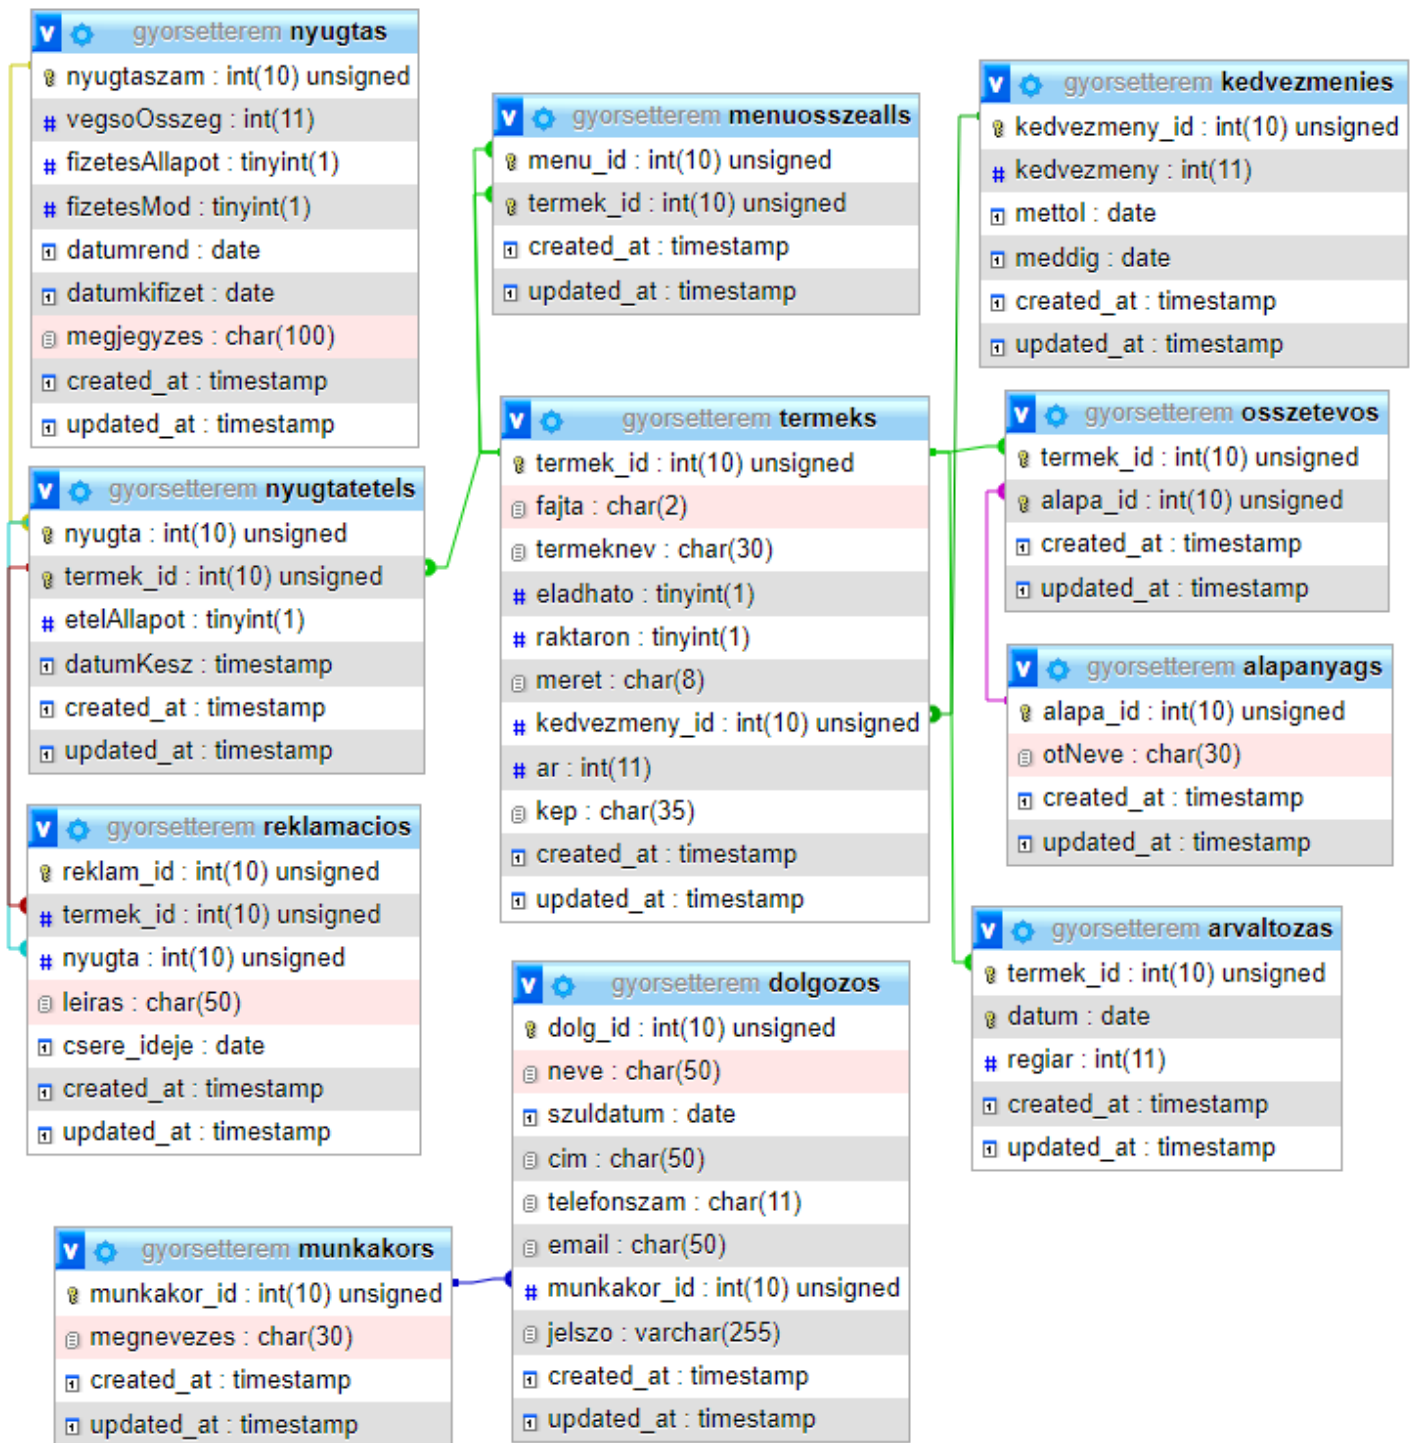 v gyorsetterem nyugtas
nyugtaszam : int(10) unsigned
# vegsoOsszeg : int(11)
# fizetesAllapot : tinyint(1)
# fizetesMod : tinyint(1)
datumrend : date
datumkifizet : date
megjegyzes : char(100)
created_at : timestamp
updated_at : timestamp
v gyorsetterem nyugtatetels
nyugta : int(10) unsigned
termek_id : int(10) unsigned
# etelAllapot : tinyint(1)
datumKesz : timestamp
created_at : timestamp
updated_at : timestamp
v gyorsetterem reklamacios
reklam_id : int(10) unsigned
# termek_id : int(10) unsigned
# nyugta : int(10) unsigned
leiras : char(50)
csere_ideje : date
created_at : timestamp
updated_at : timestamp
v gyorsetterem munkakors
munkakor_id : int(10) unsigned
megnevezes : char(30)
created_at : timestamp
updated_at : timestamp
v gyorsetterem menuosszealls
menu_id : int(10) unsigned
termek_id : int(10) unsigned
created_at : timestamp
updated_at : timestamp
v gyorsetterem termeks
termek_id : int(10) unsigned
fajta : char(2)
termeknev : char(30)
# eladhato : tinyint(1)
# raktaron : tinyint(1)
meret : char(8)
# kedvezmeny_id : int(10) unsigned
# ar : int(11)
kep : char(35)
created_at : timestamp
updated_at : timestamp
v gyorsetterem dolgozos
dolg_id : int(10) unsigned
neve : char(50)
szuldatum : date
cim : char(50)
telefonszam : char(11)
email : char(50)
# munkakor_id : int(10) unsigned
jelszo : varchar(255)
created_at : timestamp
updated_at : timestamp
v gyorsetterem kedvezmenies
kedvezmeny_id : int(10) unsigned
# kedvezmeny : int(11)
mettol : date
meddig : date
created_at : timestamp
updated_at : timestamp
v gyorsetterem osszetevos
termek_id : int(10) unsigned
alapa_id : int(10) unsigned
created_at : timestamp
updated_at : timestamp
v gyorsetterem alapanyags
alapa_id : int(10) unsigned
otNeve : char(30)
created_at : timestamp
updated_at : timestamp
v gyorsetterem arvaltozas
termek_id : int(10) unsigned
datum : date
# regiar : int(11)
created_at : timestamp
updated_at : timestamp